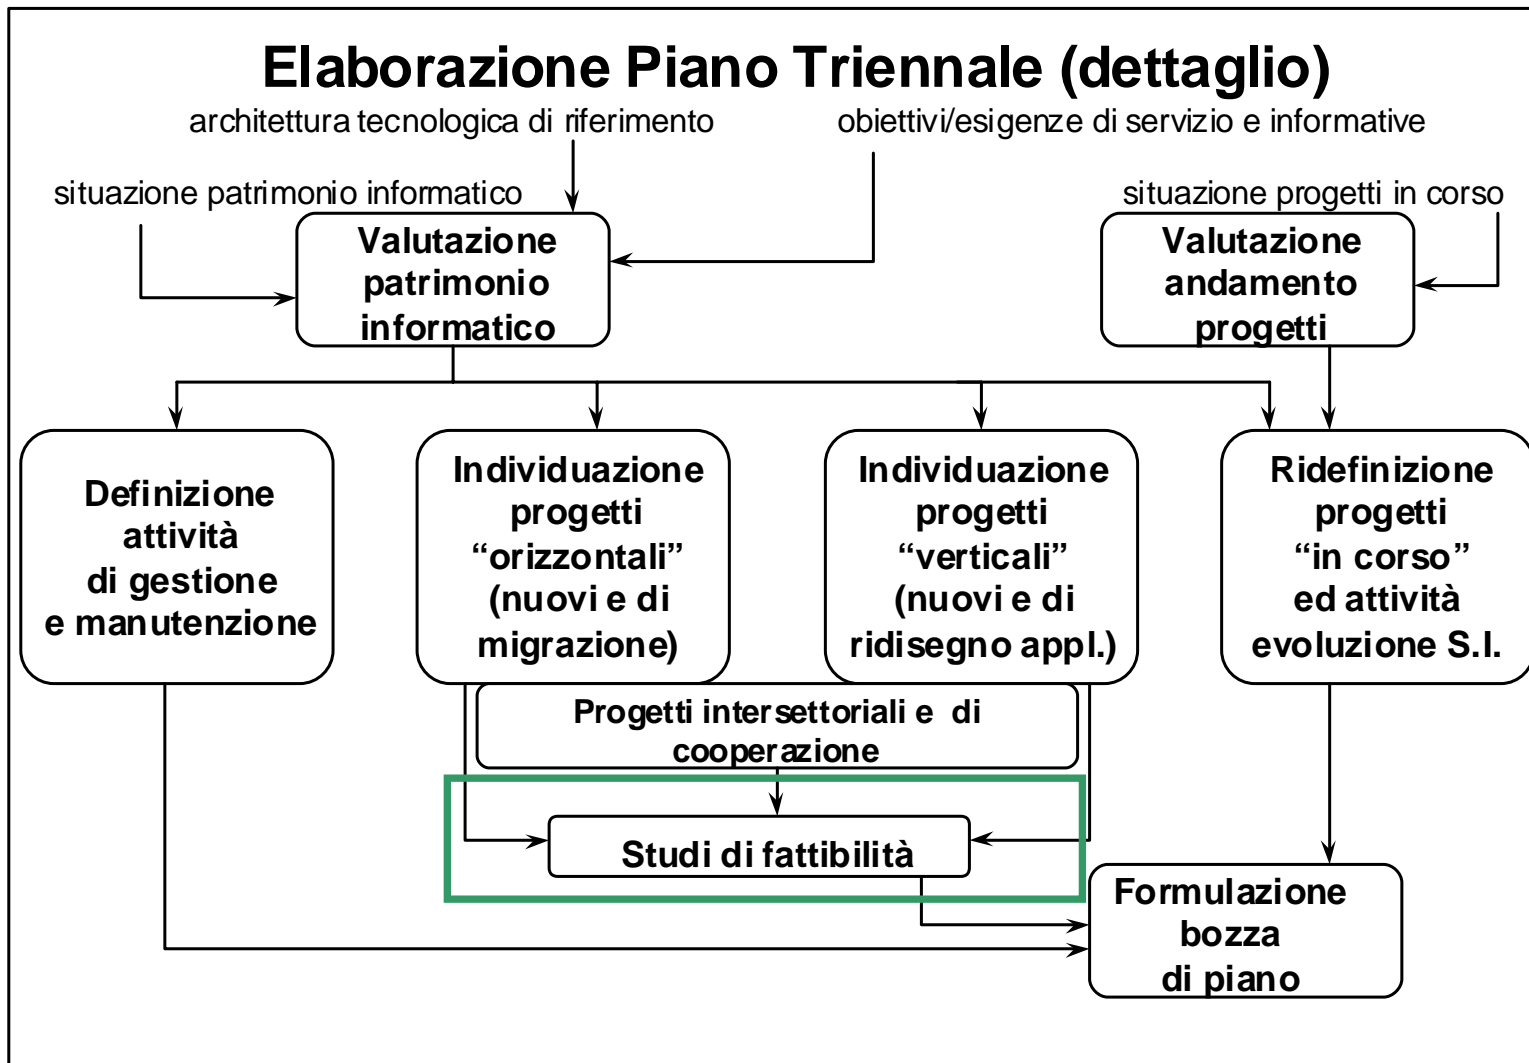 Elaborazione Piano Triennale (dettaglio)
architettura tecnologica di riferimento
obiettivi/esigenze di servizio e informative
situazione patrimonio informatico
situazione progetti in corso
Valutazione
patrimonio
informatico
Valutazione
andamento
progetti
Definizione
attività
di gestione
e manutenzione
Individuazione
progetti
“orizzontali”
(nuovi e di
migrazione)
Individuazione
progetti
“verticali”
(nuovi e di
ridisegno appl.)
Ridefinizione
progetti
“in corso”
ed attività
evoluzione S.I.
Progetti intersettoriali e di
cooperazione
Studi di fattibilità
Formulazione
bozza
di piano